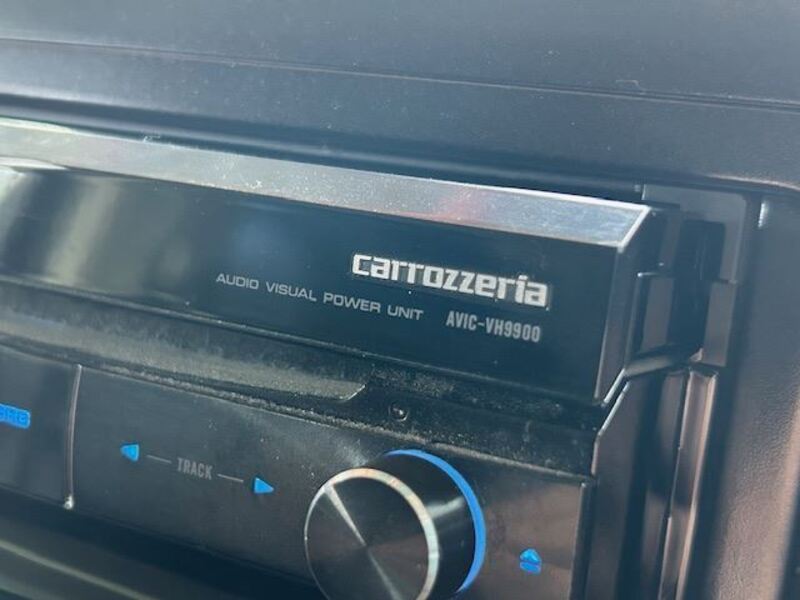 carrozzeria
AUDIO VISUAL POWER UNIT
AVIC-VH9900
TRACK